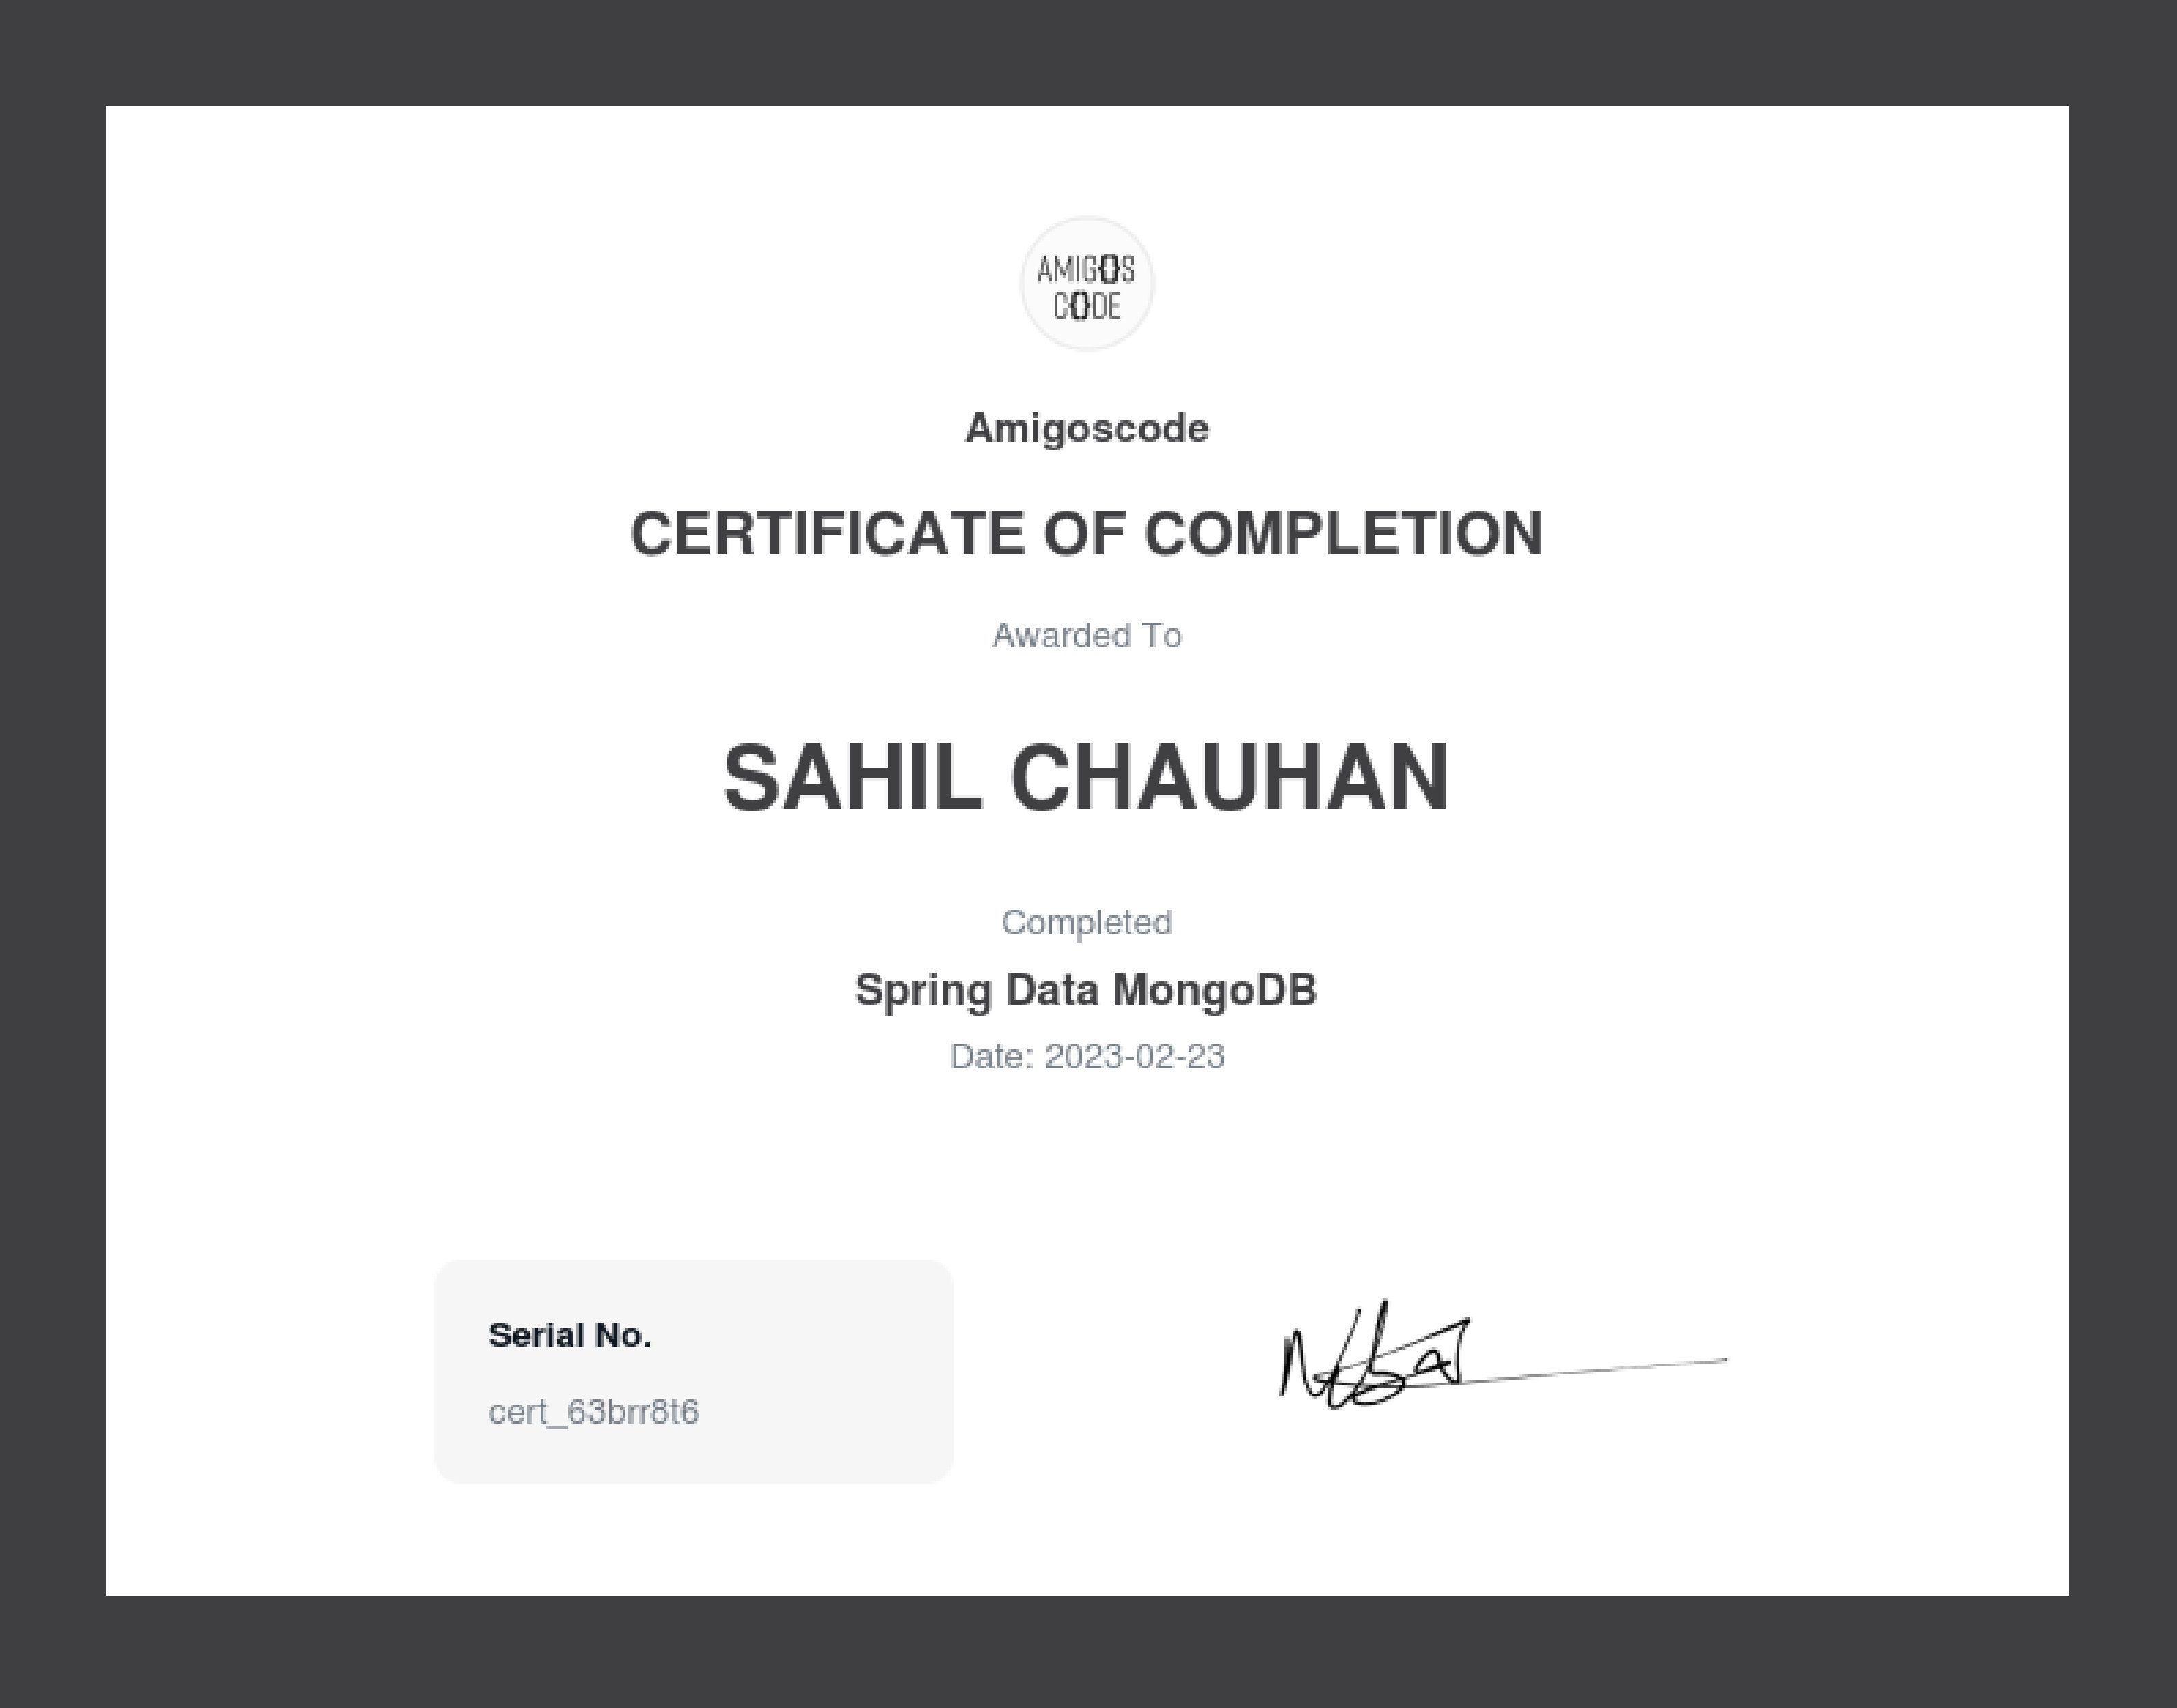 AMIGOS
CODE
Amigoscode
CERTIFICATE OF COMPLETION
Awarded To
SAHIL CHAUHAN
Completed
Spring Data MongoDB
Date: 2023-02-23
Serial No.
cert_63brr8t6